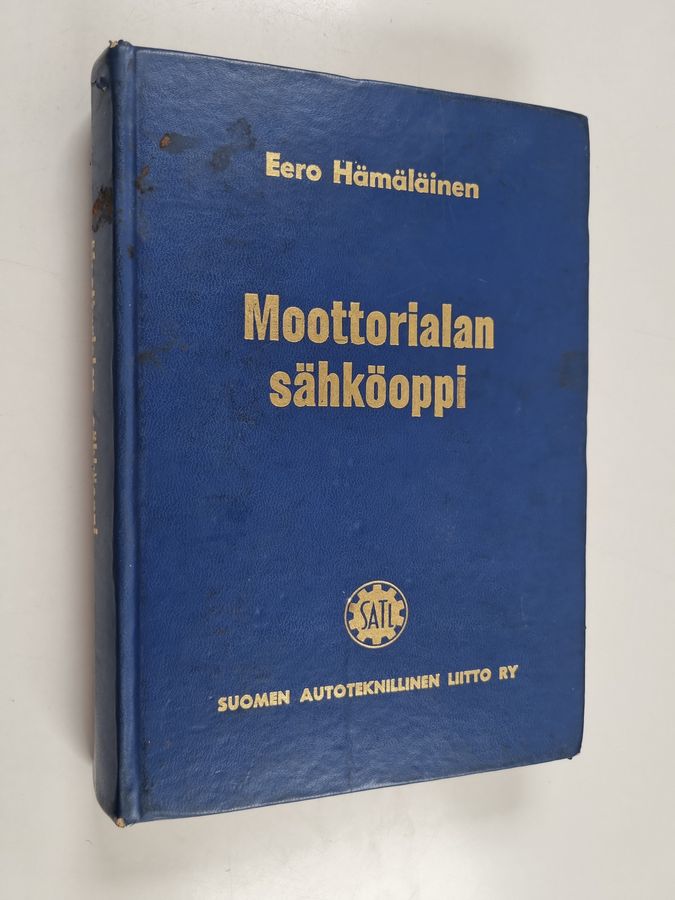 Eero Hämäläinen
Moottorialan
sähköoppi
SATL
SUOMEN AUTOTEKNILLINEN LIITTO RY